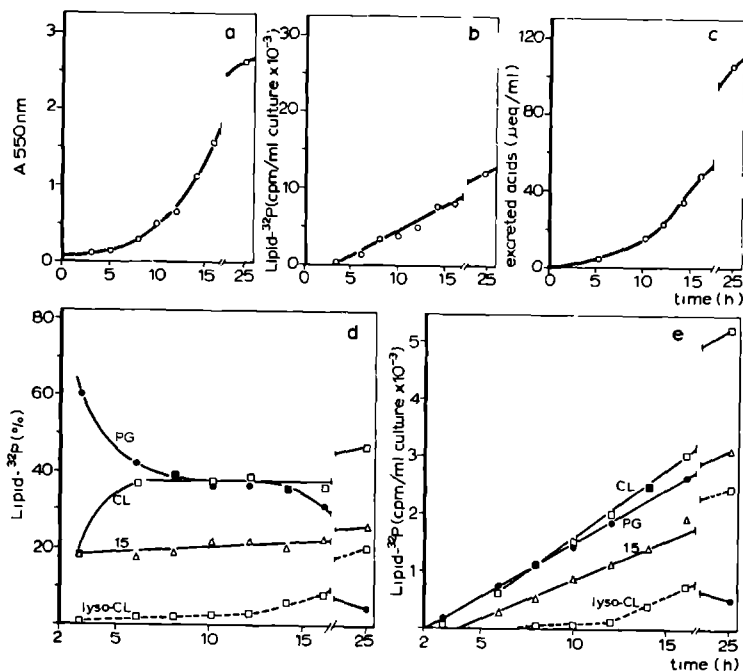 a
A 550nm
3
2
1
0
0
5
10
15
25
b
Lipid-³²P(cpm/ml culture x10⁻³)
30
20
10
0
0
5
10
15
25
c
excreted acids (µeq/ml)
120
80
40
0
0
5
10
15
25
time (h)
d
Lipid-³²P(%)
80
60
40
20
PG
CL
15
lyso-CL
2
5
10
15
25
e
Lipid-³²P(cpm/ml culture x10⁻³)
5
4
3
2
1
CL
PG
15
lyso-CL
2
5
10
15
25
time (h)